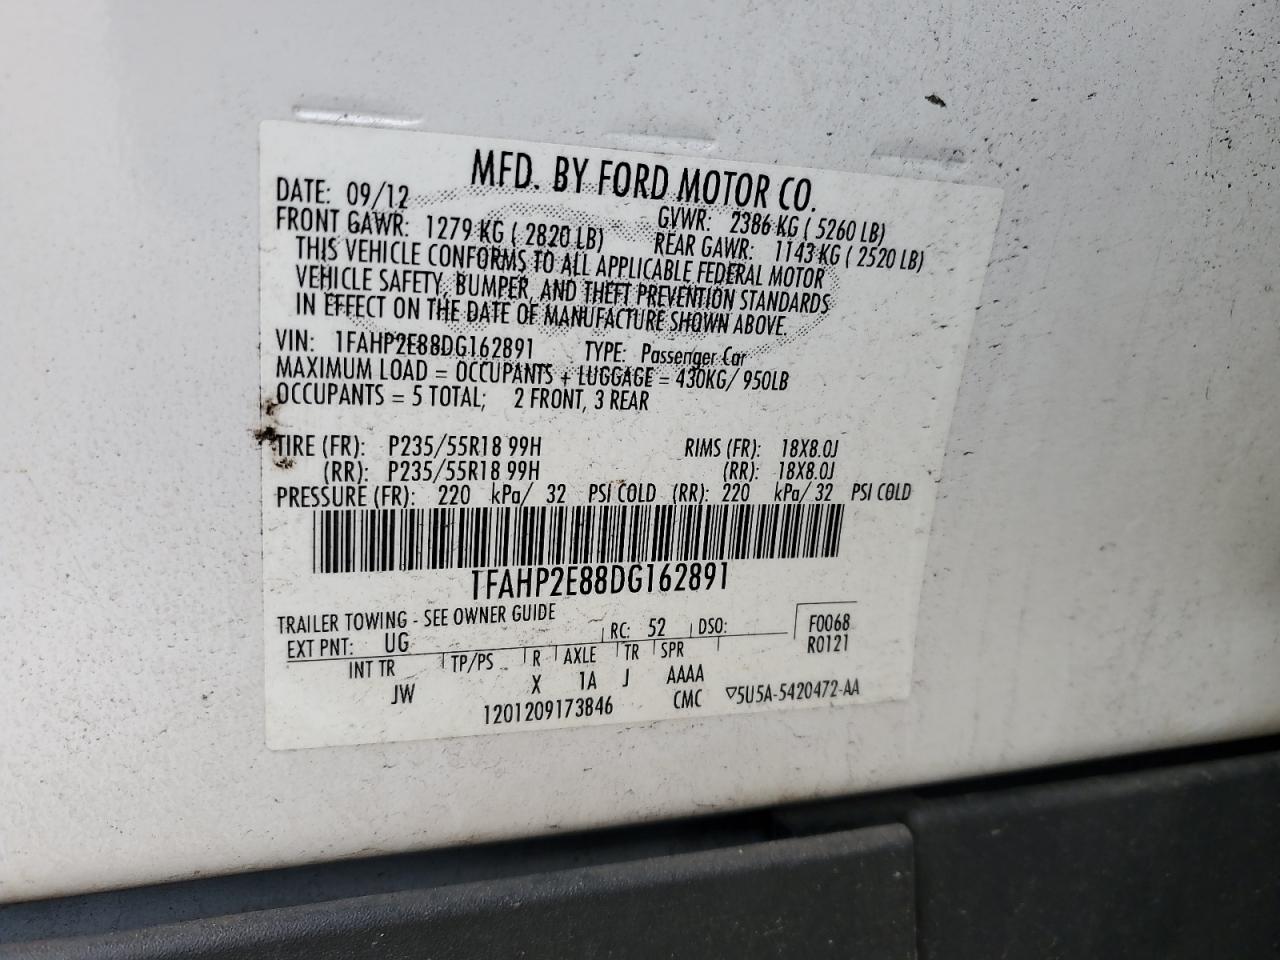 MFD. BY FORD MOTOR CO.
DATE: 09/12 GVWR: 2386 KG ( 5260 LB)
FRONT GAWR: 1279 KG ( 2820 LB) REAR GAWR: 1143 KG ( 2520 LB)
THIS VEHICLE CONFORMS TO ALL APPLICABLE FEDERAL MOTOR
VEHICLE SAFETY, BUMPER, AND THEFT PREVENTION STANDARDS
IN EFFECT ON THE DATE OF MANUFACTURE SHOWN ABOVE.
VIN: 1FAHP2E88DG162891 TYPE: Passenger Car
MAXIMUM LOAD = OCCUPANTS + LUGGAGE = 430KG/ 950LB
OCCUPANTS = 5 TOTAL; 2 FRONT, 3 REAR
TIRE (FR): P235/55R18 99H RIMS (FR): 18X8.0J
(RR): P235/55R18 99H (RR): 18X8.0J
PRESSURE (FR): 220 kPa/ 32 PSI COLD (RR): 220 kPa/ 32 PSI COLD
1FAHP2E88DG162891
TRAILER TOWING - SEE OWNER GUIDE
EXT PNT: UG RC: 52 DSO: F0068
R0121
INT TR TP/PS R AXLE TR SPR
JW X 1A J AAAA
1201209173846 CMC ▽5U5A-5420472-AA